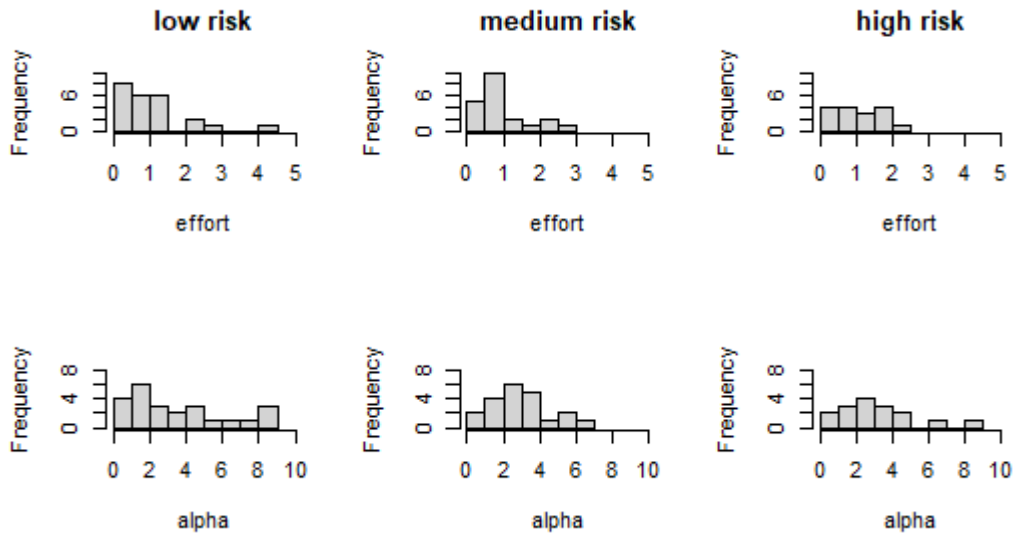 low risk
medium risk
high risk
Frequency
6
0
0 1 2 3 4 5
effort
Frequency
6
0
0 1 2 3 4 5
effort
Frequency
6
0
0 1 2 3 4 5
effort
Frequency
8
4
0
0 2 4 6 8 10
alpha
Frequency
8
4
0
0 2 4 6 8 10
alpha
Frequency
8
4
0
0 2 4 6 8 10
alpha